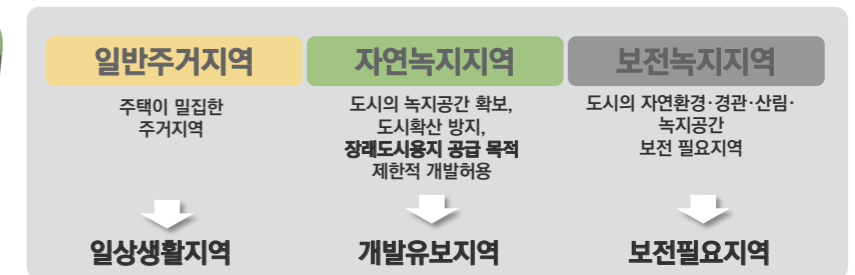 일반주거지역
주택이 밀집한
주거지역
일상생활지역
자연녹지지역
도시의 녹지공간 확보,
도시확산 방지,
장래도시용지 공급 목적
제한적 개발허용
개발유보지역
보전녹지지역
도시의 자연환경·경관·산림·
녹지공간
보전 필요지역
보전필요지역